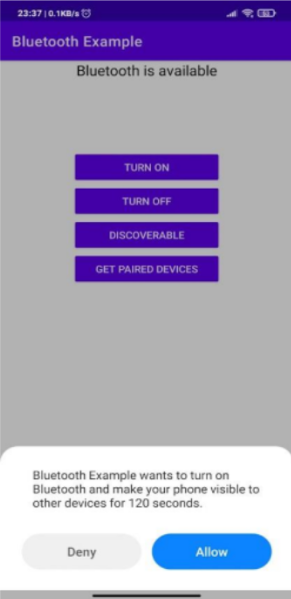 23:37 | 0.1KB/s
Bluetooth Example
Bluetooth is available
TURN ON
TURN OFF
DISCOVERABLE
GET PAIRED DEVICES
Bluetooth Example wants to turn on
Bluetooth and make your phone visible to
other devices for 120 seconds.
Deny
Allow